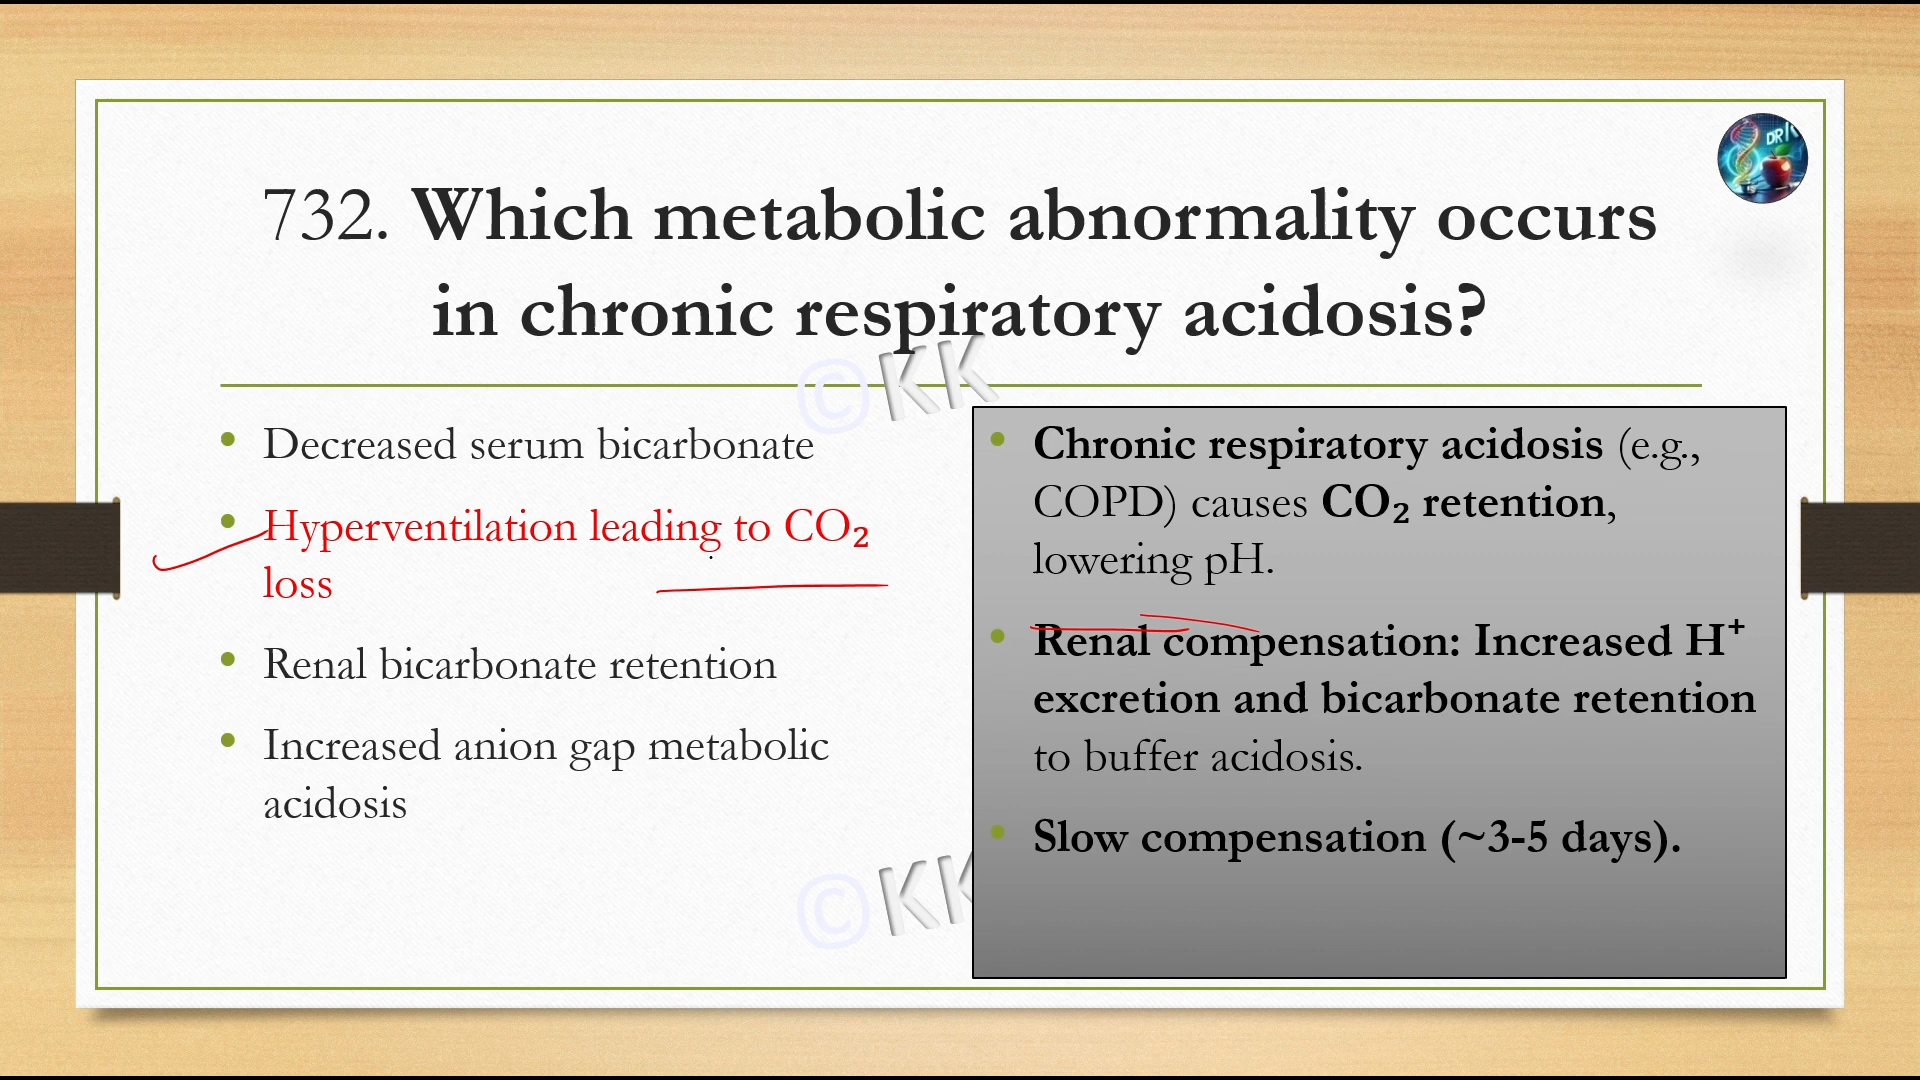 732. Which metabolic abnormality occurs
in chronic respiratory acidosis?
Decreased serum bicarbonate
Hyperventilation leading to CO₂
loss
Renal bicarbonate retention
Increased anion gap metabolic
acidosis
Chronic respiratory acidosis (e.g.,
COPD) causes CO₂ retention,
lowering pH.
Renal compensation: Increased H⁺
excretion and bicarbonate retention
to buffer acidosis.
Slow compensation (~3-5 days).
©KK
©KK
DR K